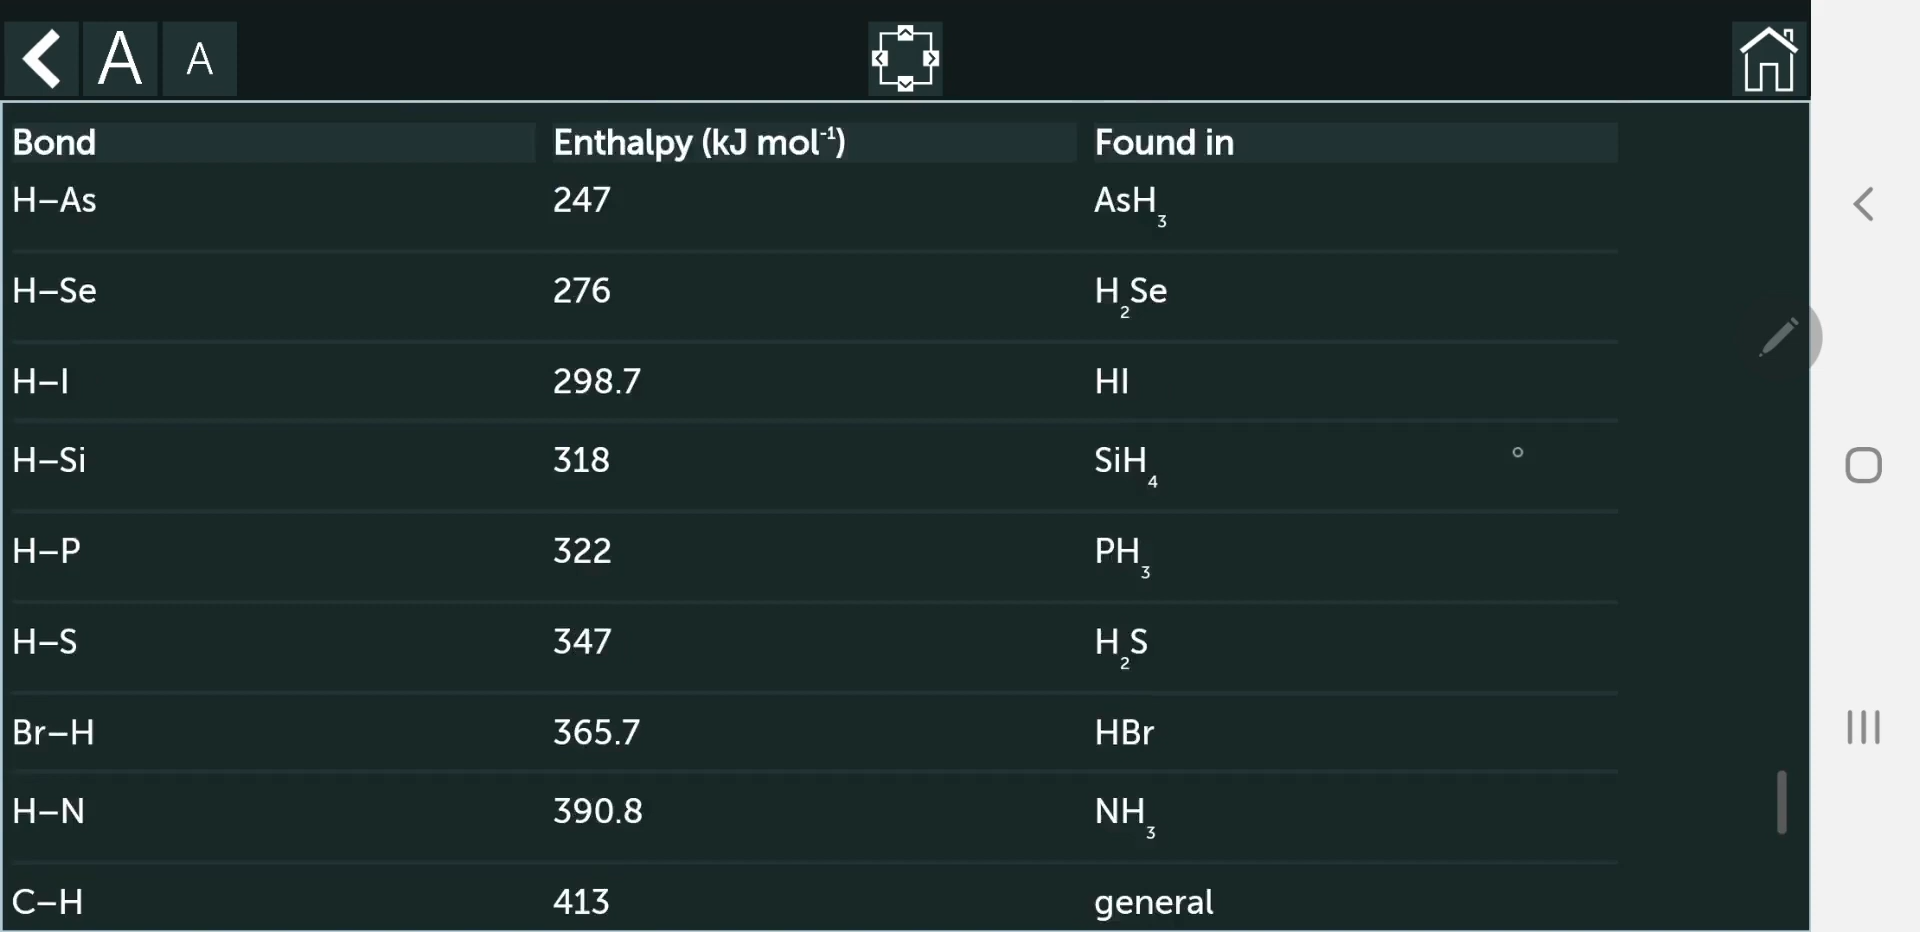 A A
Bond Enthalpy (kJ mol⁻¹) Found in
H–As 247 AsH₃
H–Se 276 H₂Se
H–I 298.7 HI
H–Si 318 SiH₄
H–P 322 PH₃
H–S 347 H₂S
Br–H 365.7 HBr
H–N 390.8 NH₃
C–H 413 general